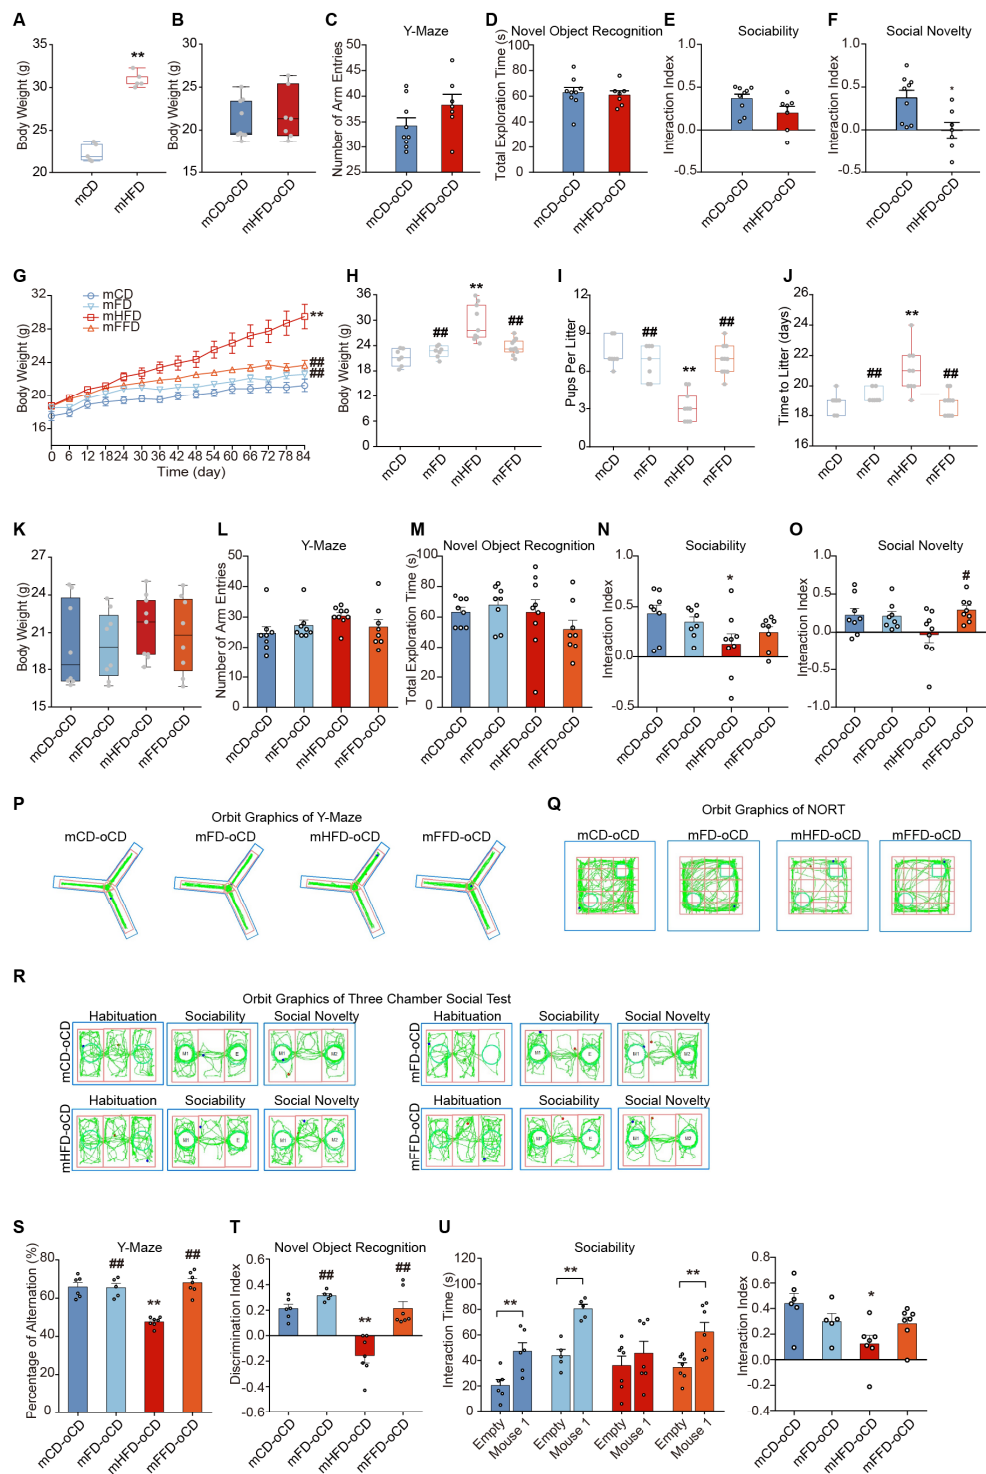 A
B
C
D
E
F
Y-Maze
Novel Object Recognition
Sociability
Social Novelty
Body Weight (g)
35
30
25
20
**
mCD
mHFD
Body Weight (g)
30
25
20
15
mCD-oCD
mHFD-oCD
Number of Arm Entries
50
45
40
35
30
25
mCD-oCD
mHFD-oCD
Total Exploration Time (s)
100
80
60
40
20
0
mCD-oCD
mHFD-oCD
Interaction Index
1.0
0.5
0.0
-0.5
mCD-oCD
mHFD-oCD
Interaction Index
1.0
0.5
0.0
-0.5
*
mCD-oCD
mHFD-oCD
G
H
I
J
Body Weight (g)
32
28
24
20
16
mCD
mFD
mHFD
mFFD
**
##
##
0 6 12 18 24 30 36 42 48 54 60 66 72 78 84
Time (day)
Body Weight (g)
36
30
24
18
12
6
0
##
**
##
mCD
mFD
mHFD
mFFD
Pups Per Litter
12
9
6
3
0
##
**
##
mCD
mFD
mHFD
mFFD
Time to Litter (days)
26
24
22
20
18
16
##
**
##
mCD
mFD
mHFD
mFFD
K
L
M
N
O
Y-Maze
Novel Object Recognition
Sociability
Social Novelty
Body Weight (g)
27
24
21
18
15
mCD-oCD
mFD-oCD
mHFD-oCD
mFFD-oCD
Number of Arm Entries
50
40
30
20
10
0
mCD-oCD
mFD-oCD
mHFD-oCD
mFFD-oCD
Total Exploration Time (s)
100
80
60
40
20
0
mCD-oCD
mFD-oCD
mHFD-oCD
mFFD-oCD
Interaction Index
1.0
0.5
0.0
-0.5
*
mCD-oCD
mFD-oCD
mHFD-oCD
mFFD-oCD
Interaction Index
1.0
0.5
0.0
-0.5
-1.0
#
mCD-oCD
mFD-oCD
mHFD-oCD
mFFD-oCD
P
Orbit Graphics of Y-Maze
mCD-oCD
mFD-oCD
mHFD-oCD
mFFD-oCD
Q
Orbit Graphics of NORT
mCD-oCD
mFD-oCD
mHFD-oCD
mFFD-oCD
R
Orbit Graphics of Three Chamber Social Test
Habituation
Sociability
Social Novelty
Habituation
Sociability
Social Novelty
mCD-oCD
M1
E
M1
M2
mFD-oCD
M1
E
M1
M2
Habituation
Sociability
Social Novelty
Habituation
Sociability
Social Novelty
mHFD-oCD
M1
E
M1
M2
mFFD-oCD
M1
E
M1
M2
S
T
U
Y-Maze
Novel Object Recognition
Sociability
Percentage of Alternation (%)
80
60
40
20
0
##
**
##
mCD-oCD
mFD-oCD
mHFD-oCD
mFFD-oCD
Discrimination Index
0.6
0.4
0.2
0.0
-0.2
-0.4
-0.6
##
**
##
mCD-oCD
mFD-oCD
mHFD-oCD
mFFD-oCD
Interaction Time (s)
120
100
80
60
40
20
0
**
**
**
Empty
Mouse 1
Empty
Mouse 1
Empty
Mouse 1
Empty
Mouse 1
Interaction Index
0.8
0.6
0.4
0.2
0.0
-0.2
0.4
*
mCD-oCD
mFD-oCD
mHFD-oCD
mFFD-oCD